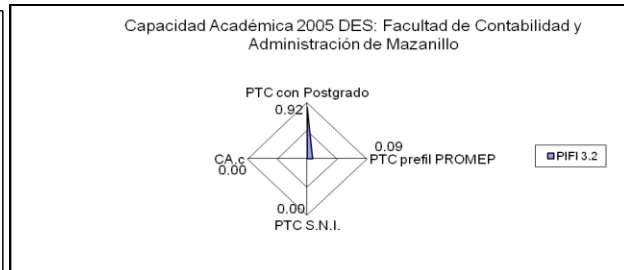 Capacidad Académica 2005 DES: Facultad de Contabilidad y
Administración de Mazanillo
PTC con Postgrado
0.92
0.09
PTC prefil PROMEP
CA.c
0.00
PIFI 3.2
0.00
PTC S.N.I.